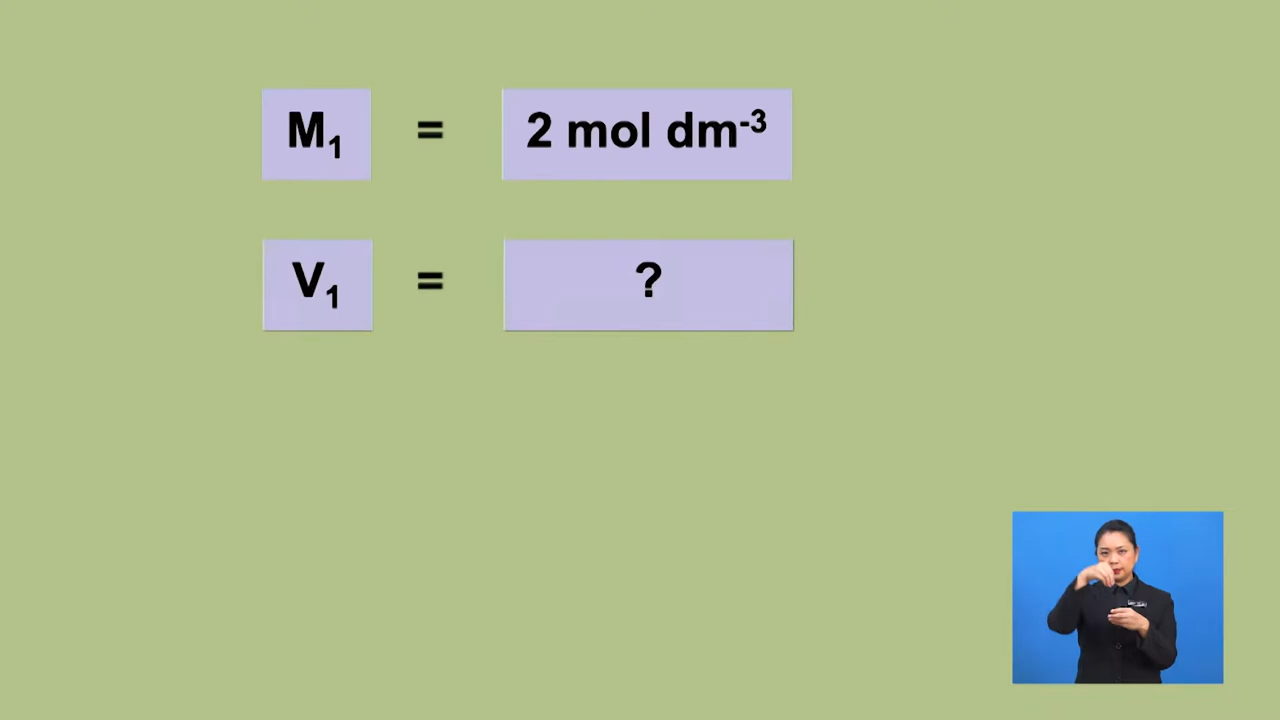 M₁ = 2 mol dm⁻³
V₁ = ?